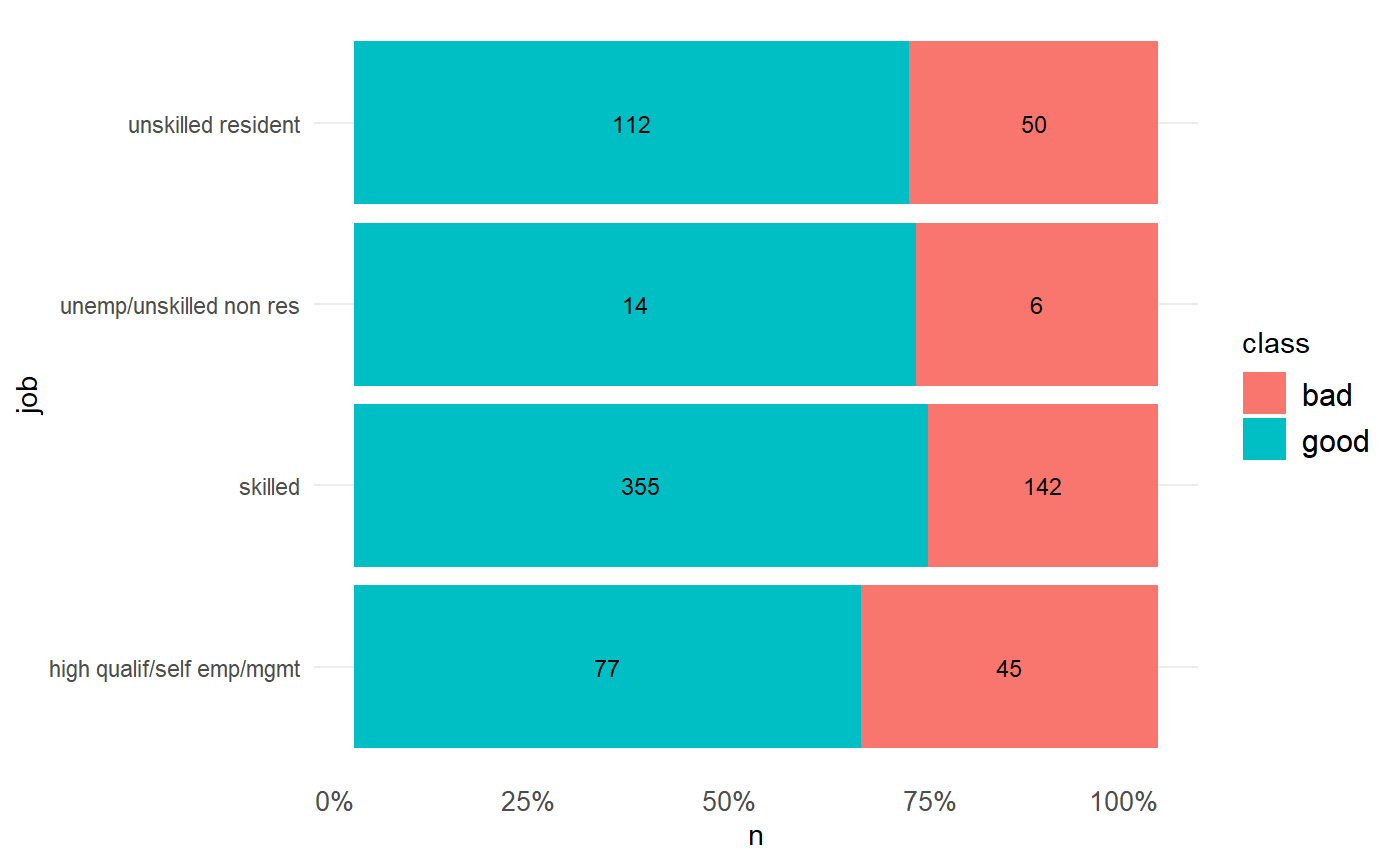 unskilled resident
112
50
unemp/unskilled non res
14
6
skilled
355
142
high qualif/self emp/mgmt
77
45
0%
25%
50%
75%
100%
n
job
class
bad
good